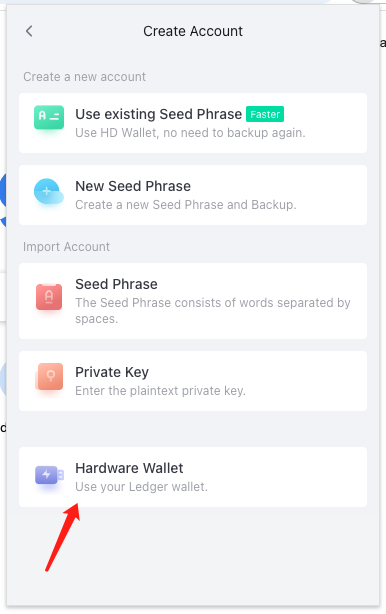 Create Account
a
Create a new account
Use existing Seed Phrase Faster
Use HD Wallet, no need to backup again.
New Seed Phrase
Create a new Seed Phrase and Backup.
Import Account
Seed Phrase
The Seed Phrase consists of words separated by
spaces.
Private Key
Enter the plaintext private key.
d
Hardware Wallet
Use your Ledger wallet.